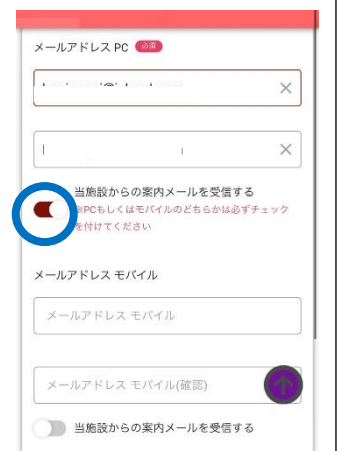 メールアドレス PC 必須
当施設からの案内メールを受信する
※PCもしくはモバイルのどちらかは必ずチェック
を付けてください
メールアドレス モバイル
メールアドレス モバイル
メールアドレス モバイル(確認)
当施設からの案内メールを受信する